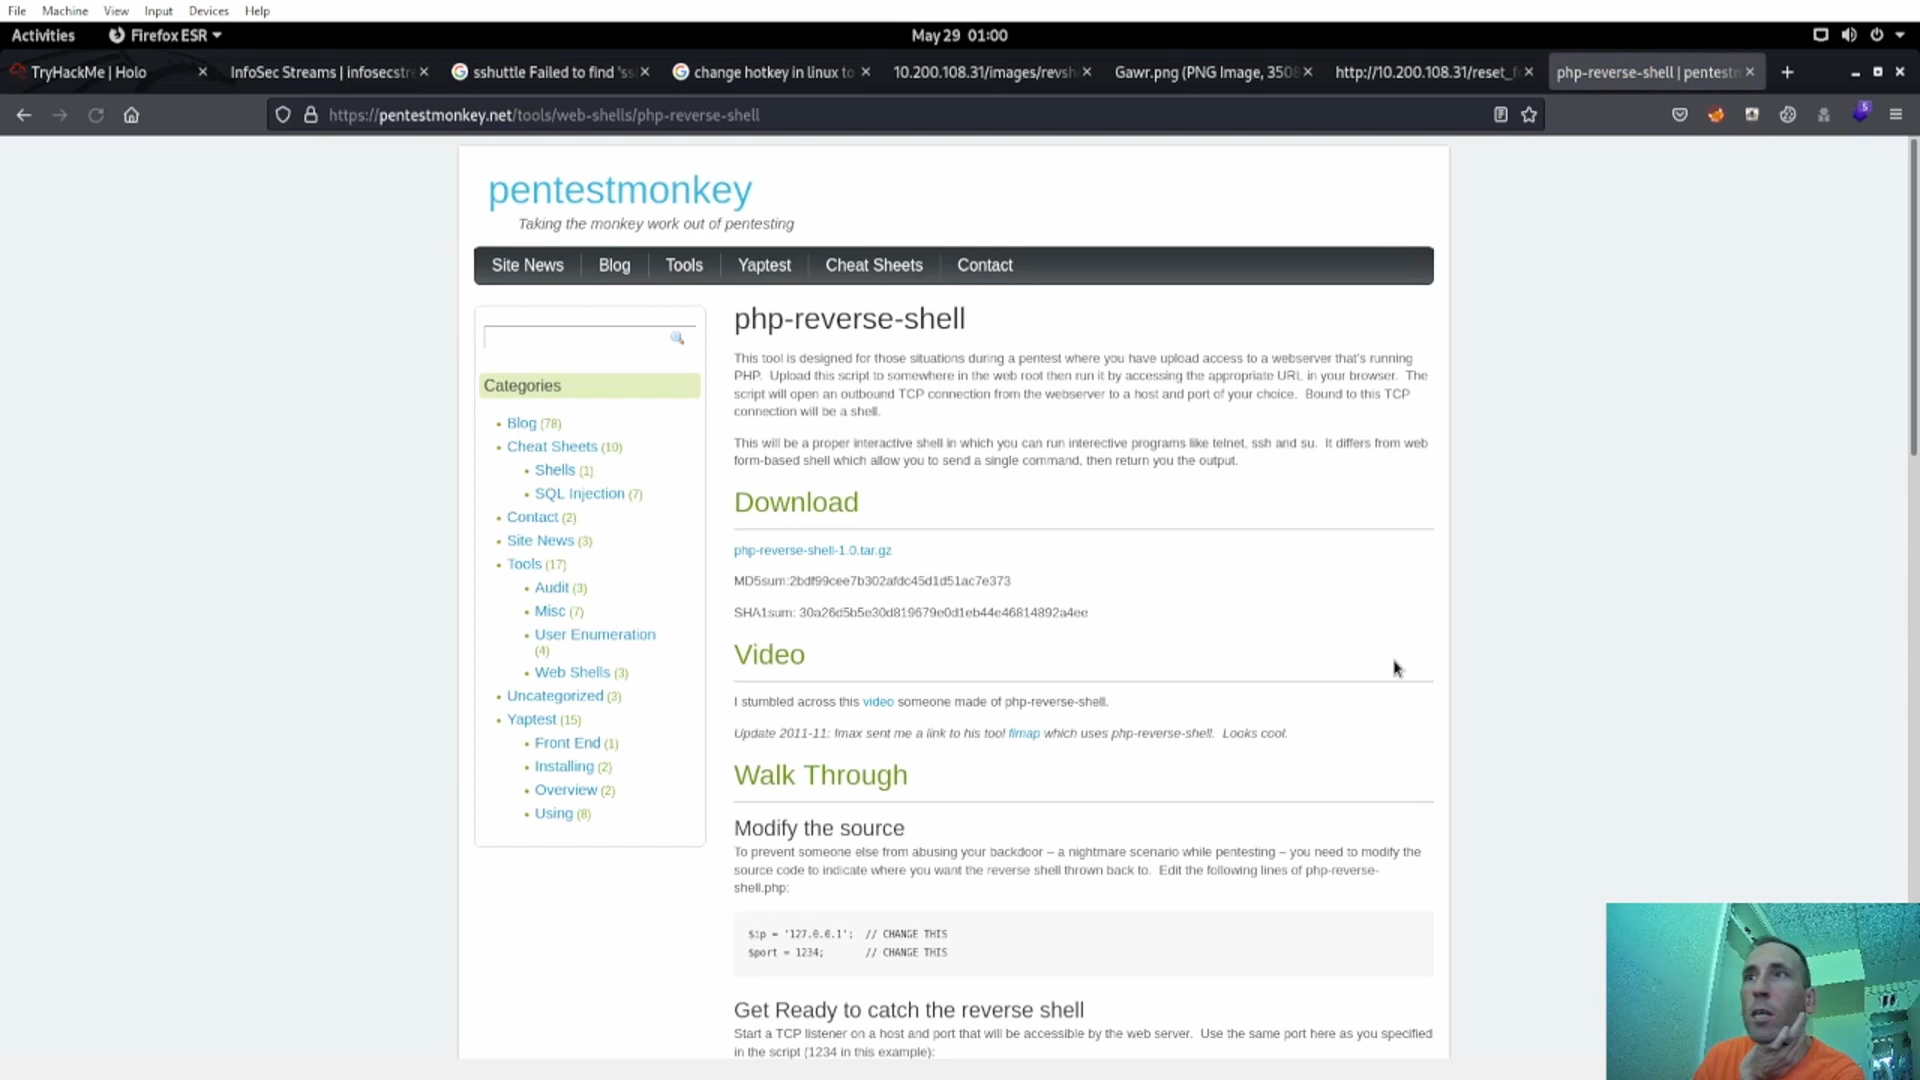 File Machine View Input Devices Help
Activities Firefox ESR May 29 01:00
TryHackMe | Holo InfoSec Streams | infosecstre sshuttle Failed to find 'ss change hotkey in linux to 10.200.108.31/images/revsh Gawr.png (PNG Image, 3508 http://10.200.108.31/reset_f php-reverse-shell | pentestm
https://pentestmonkey.net/tools/web-shells/php-reverse-shell 5
pentestmonkey
Taking the monkey work out of pentesting
Site News Blog Tools Yaptest Cheat Sheets Contact
Categories
Blog (78)
Cheat Sheets (10)
Shells (1)
SQL Injection (7)
Contact (2)
Site News (3)
Tools (17)
Audit (3)
Misc (7)
User Enumeration
(4)
Web Shells (3)
Uncategorized (3)
Yaptest (15)
Front End (1)
Installing (2)
Overview (2)
Using (8)
php-reverse-shell
This tool is designed for those situations during a pentest where you have upload access to a webserver that's running
PHP. Upload this script to somewhere in the web root then run it by accessing the appropriate URL in your browser. The
script will open an outbound TCP connection from the webserver to a host and port of your choice. Bound to this TCP
connection will be a shell.
This will be a proper interactive shell in which you can run interective programs like telnet, ssh and su. It differs from web
form-based shell which allow you to send a single command, then return you the output.
Download
php-reverse-shell-1.0.tar.gz
MD5sum:2bdf99cee7b302afdc45d1d51ac7e373
SHA1sum: 30a26d5b5e30d819679e0d1eb44e46814892a4ee
Video
I stumbled across this video someone made of php-reverse-shell.
Update 2011-11: Imax sent me a link to his tool fimap which uses php-reverse-shell. Looks cool.
Walk Through
Modify the source
To prevent someone else from abusing your backdoor – a nightmare scenario while pentesting – you need to modify the
source code to indicate where you want the reverse shell thrown back to. Edit the following lines of php-reverse-
shell.php:
$ip = '127.0.0.1'; // CHANGE THIS
$port = 1234; // CHANGE THIS
Get Ready to catch the reverse shell
Start a TCP listener on a host and port that will be accessible by the web server. Use the same port here as you specified
in the script (1234 in this example):